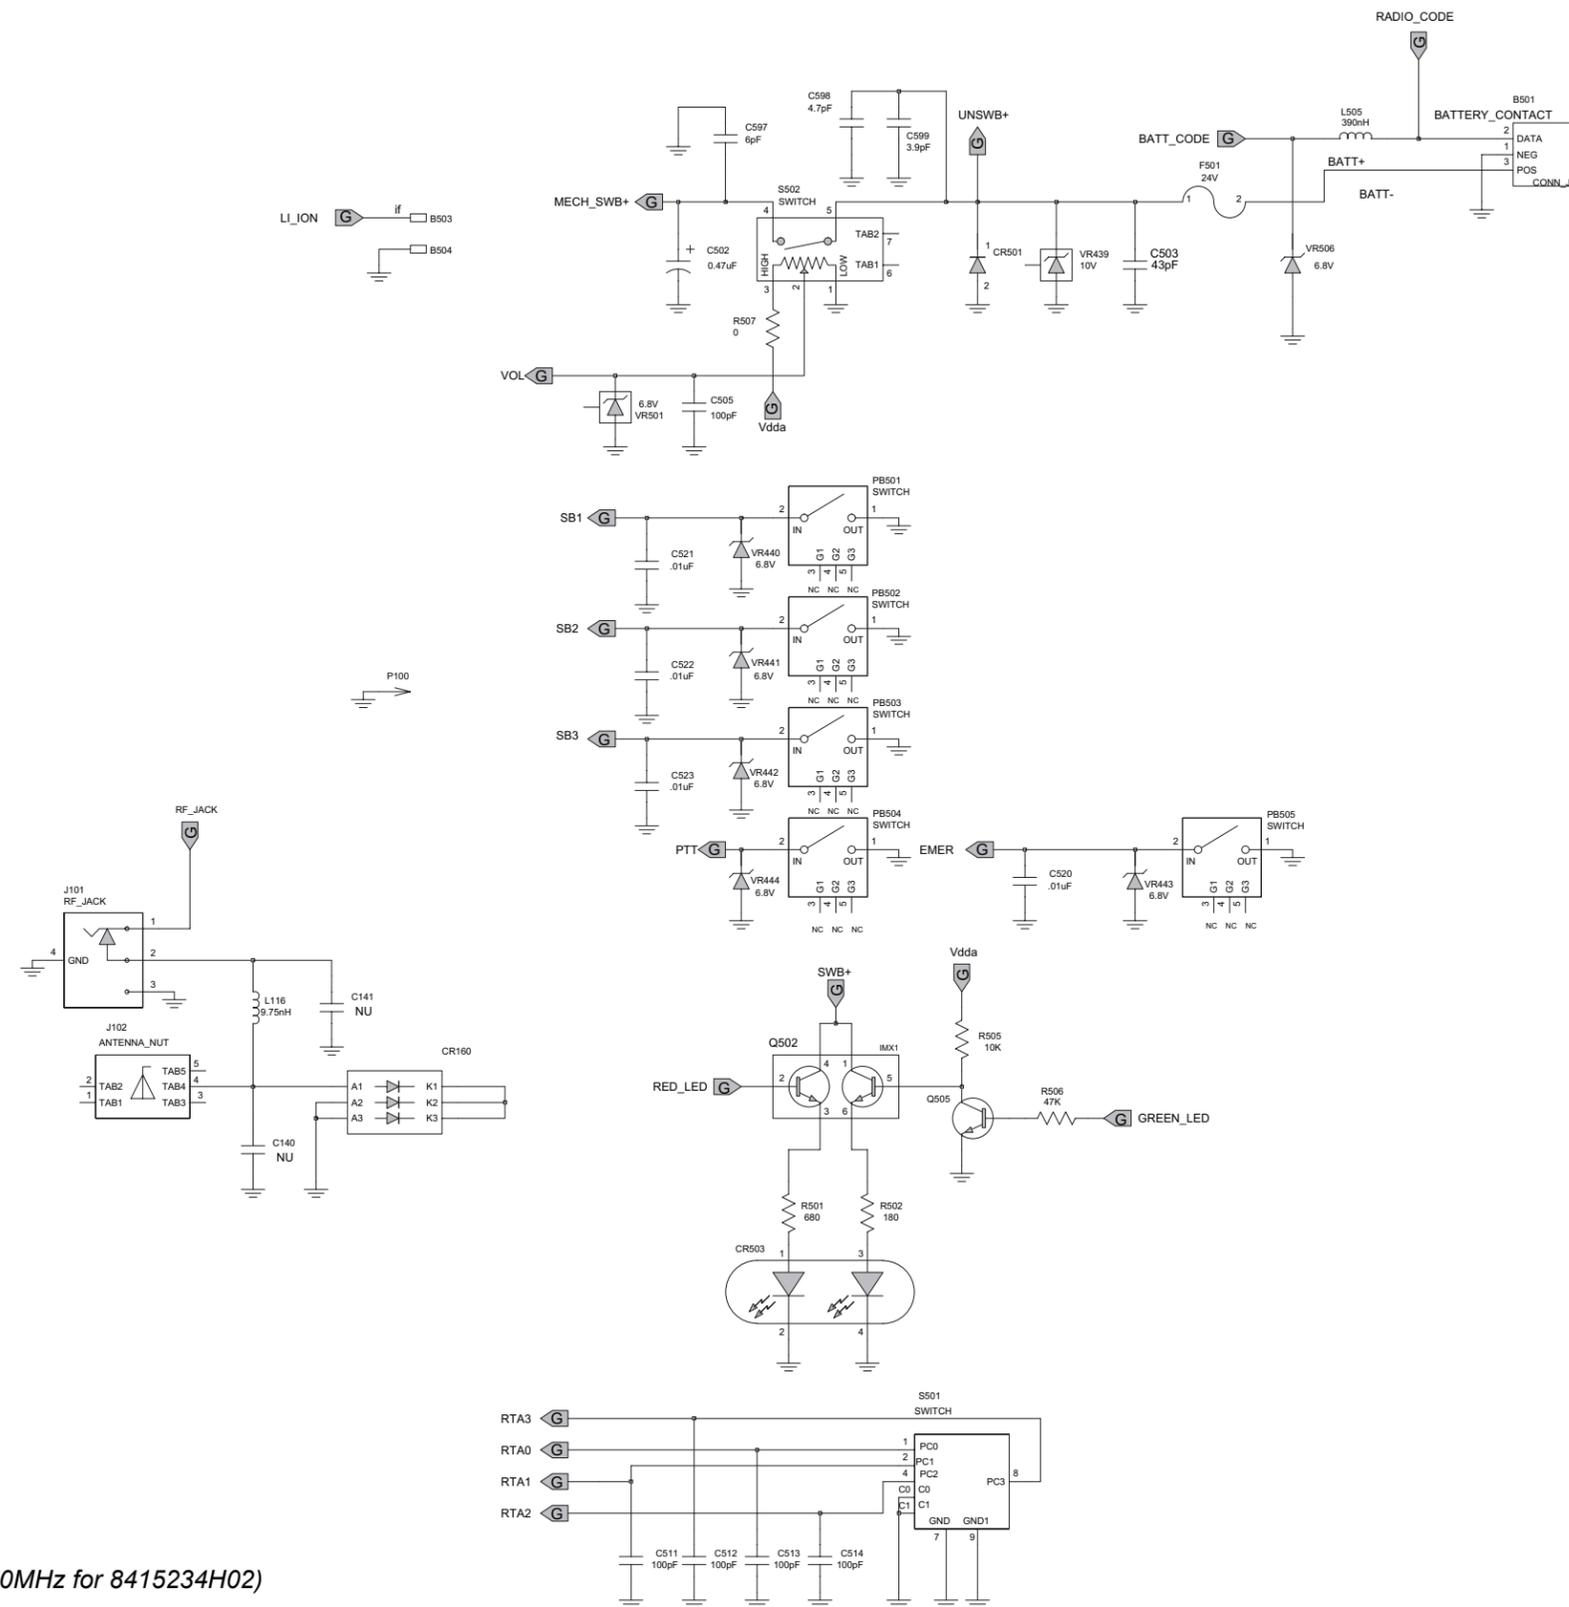 RADIO_CODE
G
C598
4.7pF
C597
6pF
C599
3.9pF
UNSWB+
G
L505
390nH
B501
BATTERY_CONTACT
BATT_CODE G
2 DATA
1 NEG
3 POS
CONN_
F501
24V
BATT+
BATT-
1 2
MECH_SWB+ G
S502
SWITCH
4 5
TAB2 7
TAB1 6
HIGH LOW
3 2 1
LI_ION G if B503
B504
C502
0.47uF
+
1
CR501
2
VR439
10V
C503
43pF
VR506
6.8V
R507
0
VOL G
6.8V
VR501
C505
100pF
G
Vdda
PB501
SWITCH
SB1 G 2 1
IN OUT
C521
.01uF
VR440
6.8V
G1 G2 G3
3 4 5
NC NC NC
PB502
SWITCH
SB2 G 2 1
IN OUT
C522
.01uF
VR441
6.8V
G1 G2 G3
3 4 5
NC NC NC
P100
PB503
SWITCH
SB3 G 2 1
IN OUT
C523
.01uF
VR442
6.8V
G1 G2 G3
3 4 5
NC NC NC
PB504
SWITCH
PTT G 2 1
IN OUT
VR444
6.8V
G1 G2 G3
3 4 5
NC NC NC
PB505
SWITCH
EMER G 2 1
IN OUT
C520
.01uF
VR443
6.8V
G1 G2 G3
3 4 5
NC NC NC
RF_JACK
G
J101
RF_JACK
1
4 GND 2
3
L116
9.75nH
C141
NU
J102
ANTENNA_NUT
TAB5 5
2 TAB2 TAB4 4
1 TAB1 TAB3 3
CR160
A1 K1
A2 K2
A3 K3
C140
NU
SWB+
G
Vdda
G
R505
10K
Q502 IMX1
4 1
RED_LED G 2 5
3 6
Q505
R506
47K
G GREEN_LED
R501
680
R502
180
CR503
1 3
2 4
S501
SWITCH
RTA3 G
RTA0 G 1 PC0
2 PC1
RTA1 G 4 PC2 PC3 8
C0 C0
RTA2 G C1 C1
GND GND1
7 9
C511
100pF
C512
100pF
C513
100pF
C514
100pF
0MHz for 8415234H02)